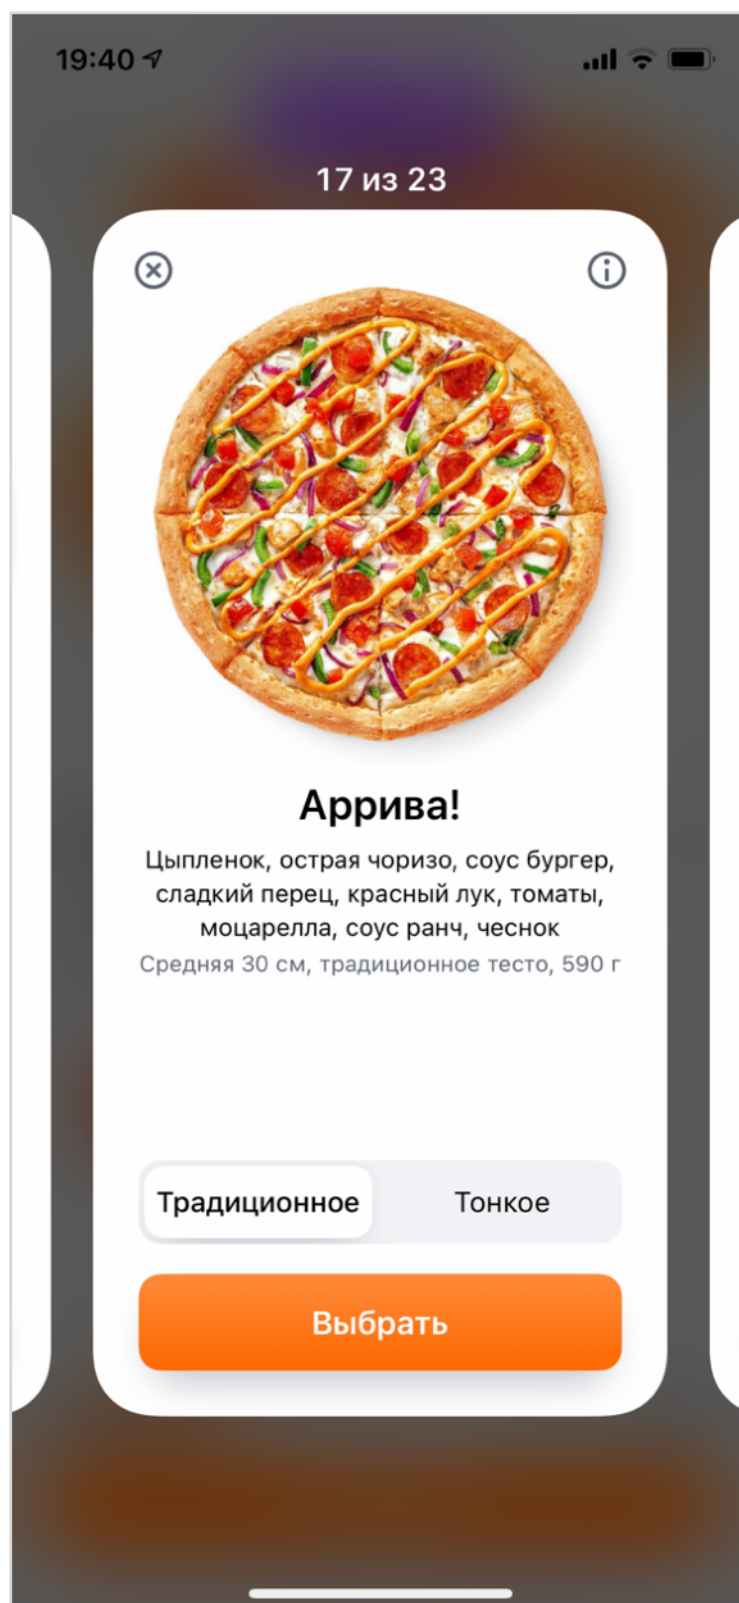 19:40
17 из 23
Аррива!
Цыпленок, острая чоризо, соус бургер,
сладкий перец, красный лук, томаты,
моцарелла, соус ранч, чеснок
Средняя 30 см, традиционное тесто, 590 г
Традиционное
Тонкое
Выбрать